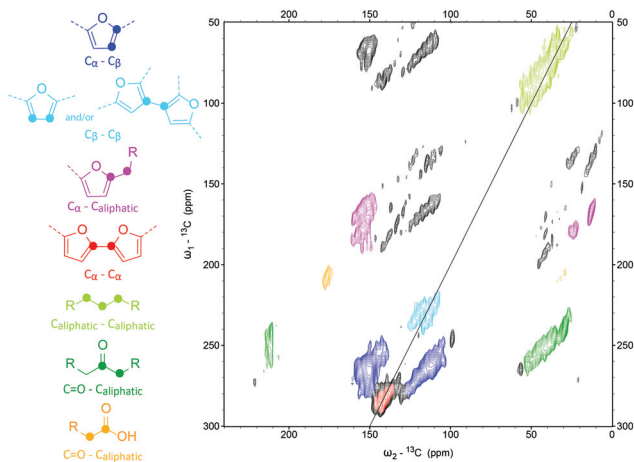 O
Cα - Cβ
O
and/or
O
O
Cβ - Cβ
R
O
Cα - Caliphatic
O
O
Cα - Cα
R
R
Caliphatic - Caliphatic
O
R
R
C=O - Caliphatic
O
R
OH
C=O - Caliphatic
200
150
100
50
0
50
50
100
100
150
150
200
200
250
250
300
300
200
150
100
50
0
ω1 - 13C (ppm)
ω2 - 13C (ppm)